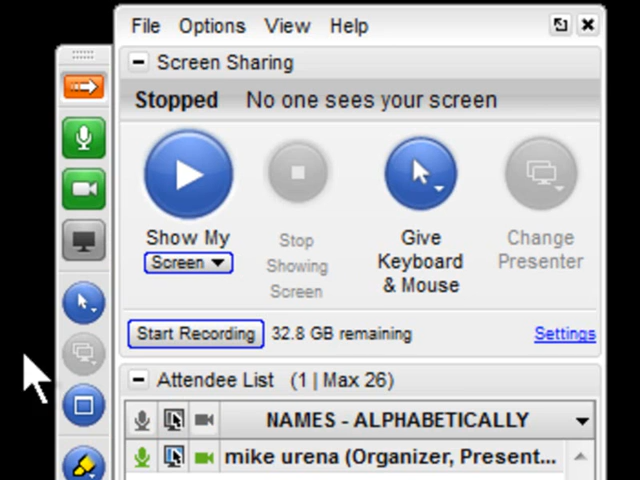 File Options View Help
Screen Sharing
Stopped No one sees your screen
Show My
Screen
Stop
Showing
Screen
Give
Keyboard
& Mouse
Change
Presenter
Start Recording 32.8 GB remaining Settings
Attendee List (1 | Max 26)
NAMES - ALPHABETICALLY
mike urena (Organizer, Present...